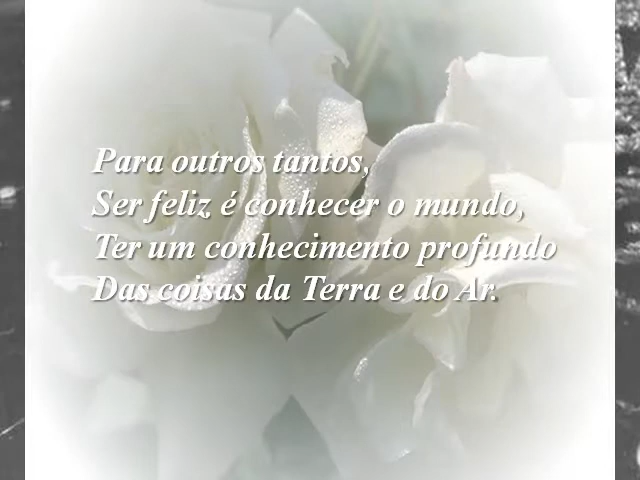 Para outros tantos,
Ser feliz é conhecer o mundo,
Ter um conhecimento profundo
Das coisas da Terra e do Ar.